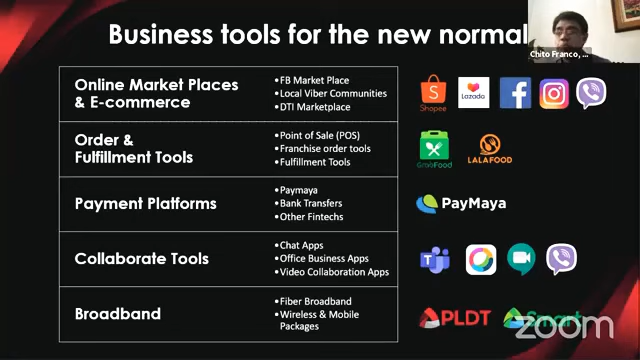 Business tools for the new normal
Chito Franco, ...
Online Market Places
& E-commerce
• FB Market Place
• Local Viber Communities
• DTI Marketplace
Shopee
Lazada
Order &
Fulfillment Tools
• Point of Sale (POS)
• Franchise order tools
• Fulfillment Tools
GrabFood
LALAFOOD
Payment Platforms
• Paymaya
• Bank Transfers
• Other Fintechs
PayMaya
Collaborate Tools
• Chat Apps
• Office Business Apps
• Video Collaboration Apps
Broadband
• Fiber Broadband
• Wireless & Mobile
Packages
PLDT
Smart
zoom